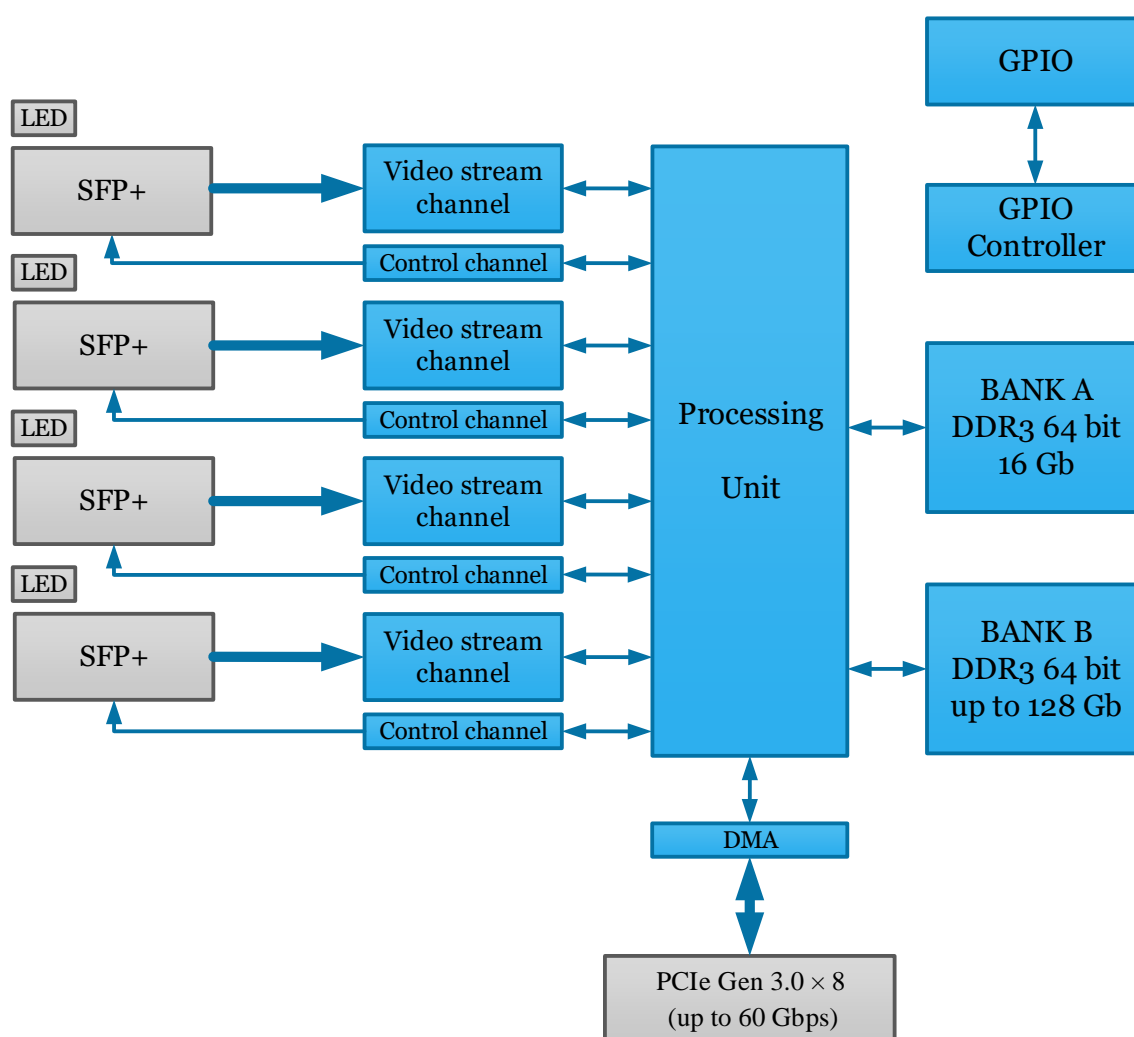 GPIO
LED
SFP+
Video stream
channel
GPIO
Controller
Control channel
LED
SFP+
Video stream
channel
Control channel
LED
SFP+
Video stream
channel
Control channel
LED
SFP+
Video stream
channel
Control channel
Processing
Unit
BANK A
DDR3 64 bit
16 Gb
BANK B
DDR3 64 bit
up to 128 Gb
DMA
PCIe Gen 3.0 × 8
(up to 60 Gbps)